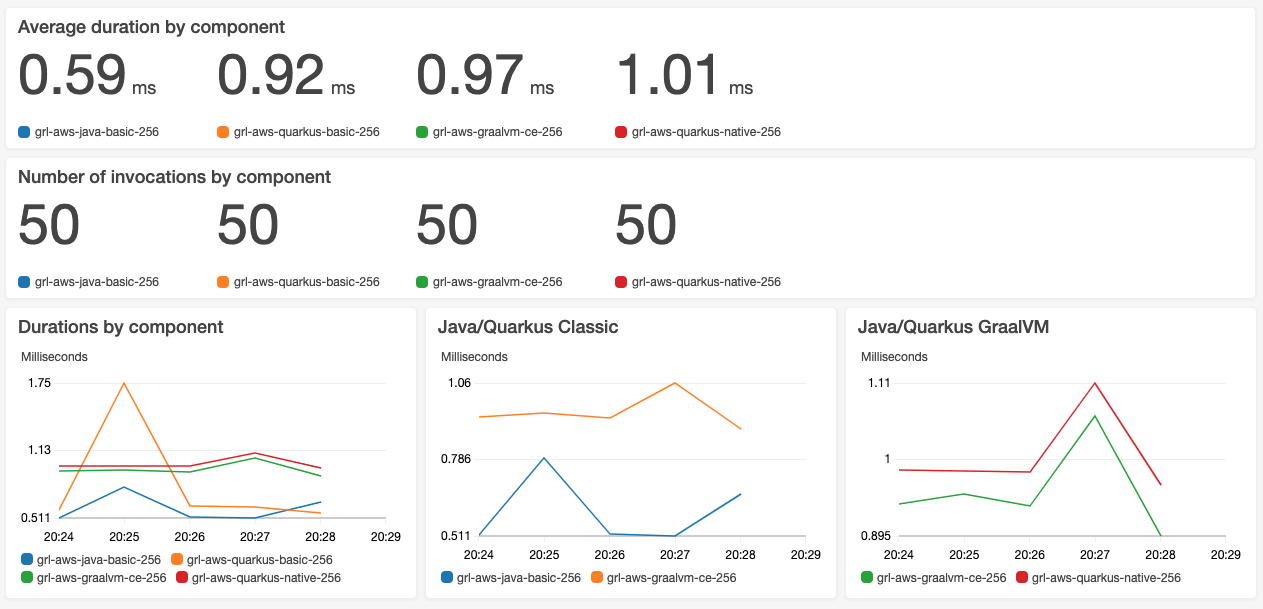 Average duration by component
0.59 ms 0.92 ms 0.97 ms 1.01 ms
grl-aws-java-basic-256 grl-aws-quarkus-basic-256 grl-aws-graalvm-ce-256 grl-aws-quarkus-native-256
Number of invocations by component
50 50 50 50
grl-aws-java-basic-256 grl-aws-quarkus-basic-256 grl-aws-graalvm-ce-256 grl-aws-quarkus-native-256
Durations by component
Milliseconds
1.75
1.13
0.511
20:24 20:25 20:26 20:27 20:28 20:29
grl-aws-java-basic-256 grl-aws-quarkus-basic-256
grl-aws-graalvm-ce-256 grl-aws-quarkus-native-256
Java/Quarkus Classic
Milliseconds
1.06
0.786
0.511
20:24 20:25 20:26 20:27 20:28 20:29
grl-aws-java-basic-256 grl-aws-graalvm-ce-256
Java/Quarkus GraalVM
Milliseconds
1.11
1
0.895
20:24 20:25 20:26 20:27 20:28 20:29
grl-aws-graalvm-ce-256 grl-aws-quarkus-native-256